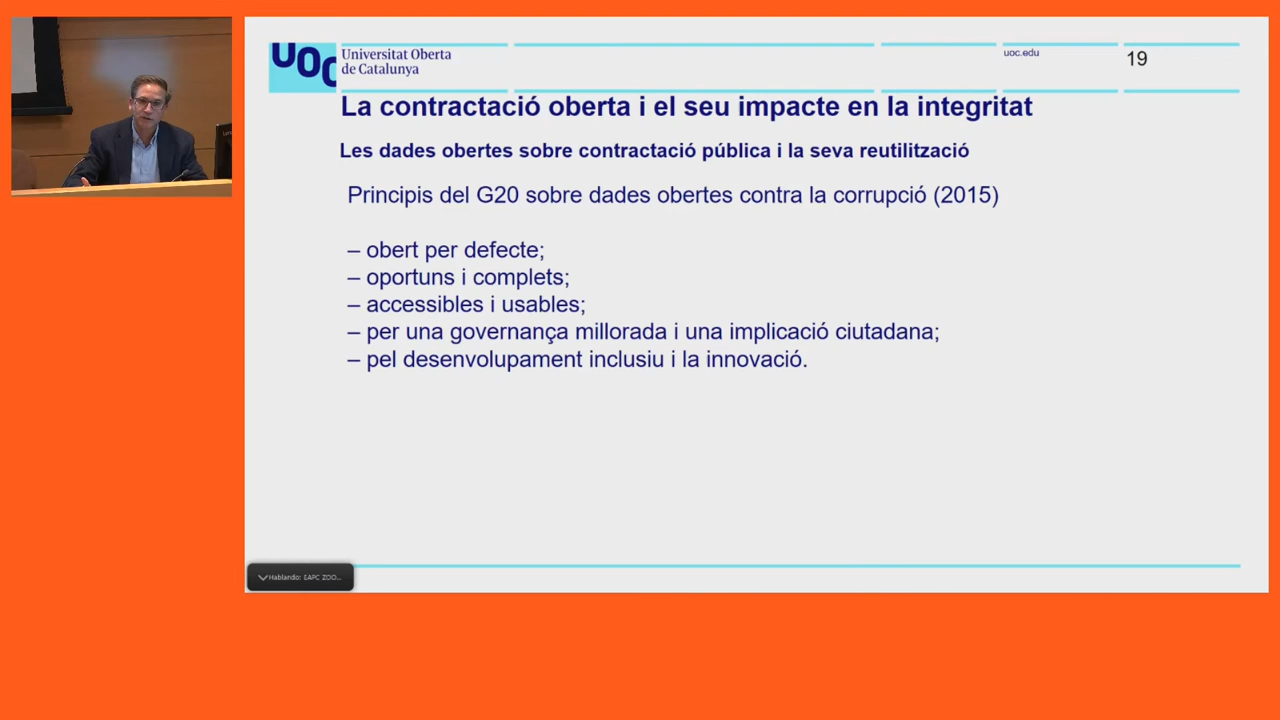 UOC
Universitat Oberta
de Catalunya
uoc.edu
19
La contractació oberta i el seu impacte en la integritat
Les dades obertes sobre contractació pública i la seva reutilització
Principis del G20 sobre dades obertes contra la corrupció (2015)
– obert per defecte;
– oportuns i complets;
– accessibles i usables;
– per una governança millorada i una implicació ciutadana;
– pel desenvolupament inclusiu i la innovació.
Hablando: EAPC ZOO...